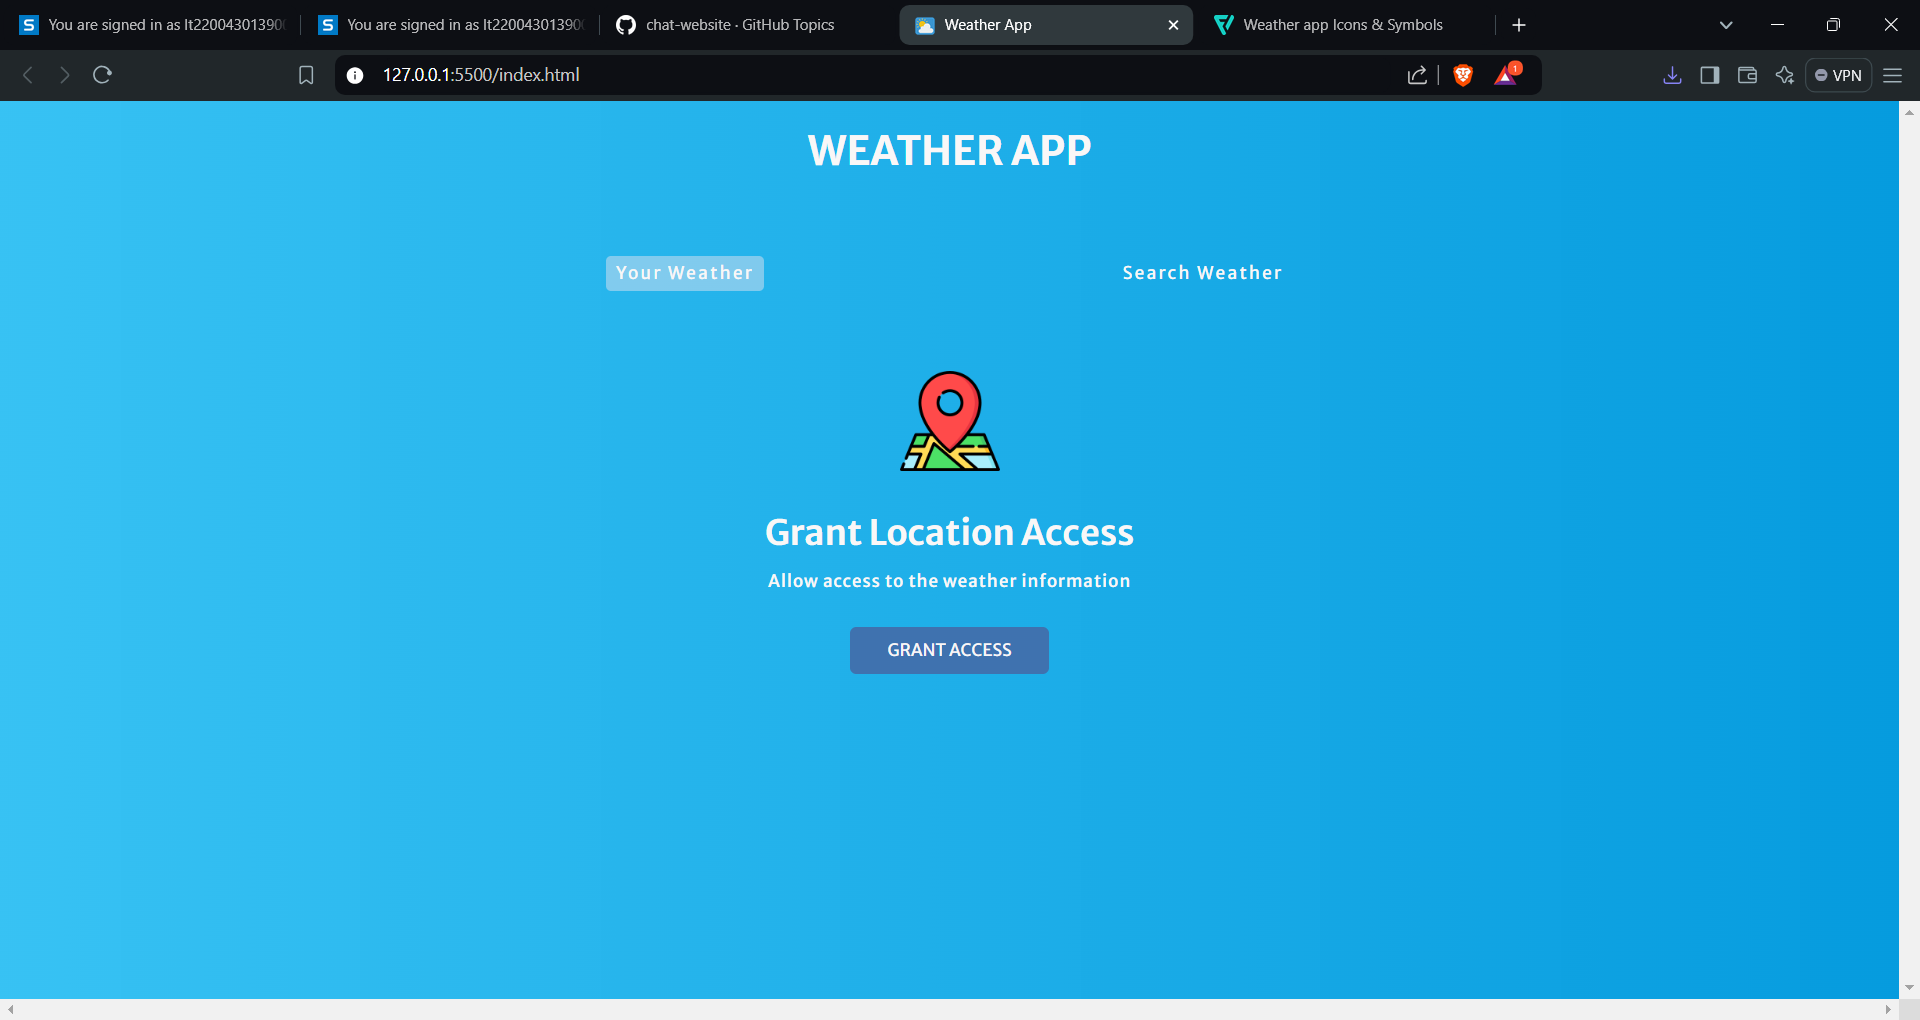 You are signed in as lt2200430139
You are signed in as lt2200430139
chat-website · GitHub Topics
Weather App
Weather app Icons & Symbols
127.0.0.1:5500/index.html
1
VPN
WEATHER APP
Your Weather
Search Weather
Grant Location Access
Allow access to the weather information
GRANT ACCESS